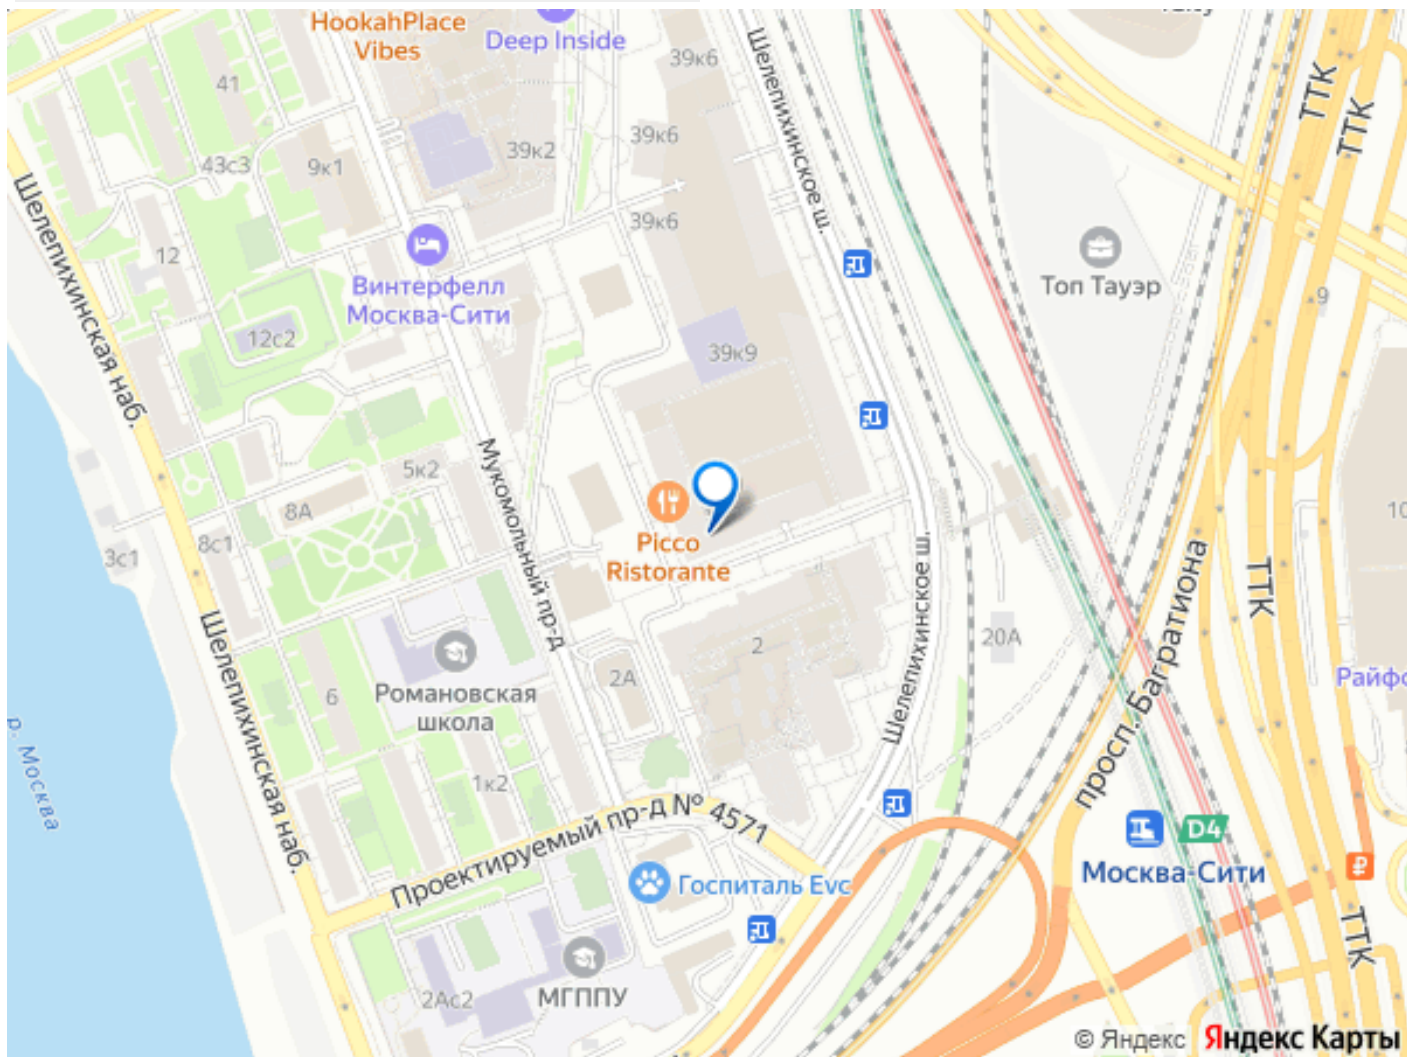 HookahPlace
Vibes
Deep Inside
39к6
41
39к6
39к2
43с3
9к1
Шелепихинское ш.
ТТК
ТТК
Шелепихинская наб.
12
39к6
Винтерфелл
Москва-Сити
Топ Тауэр
9
12с2
39к9
5к2
Мукомольный пр-д
8А
8с1
3с1
Picco
Ristorante
10
Шелепихинское ш.
ТТК
просп. Багратиона
Шелепихинская наб.
Романовская
школа
6
2А
2
20А
Райфо
р. Москва
1к2
Проектируемый пр-д № 4571
D4
Москва-Сити
Госпиталь Evc
₽
ТТК
МГППУ
2Ас2
© Яндекс Яндекс Карты